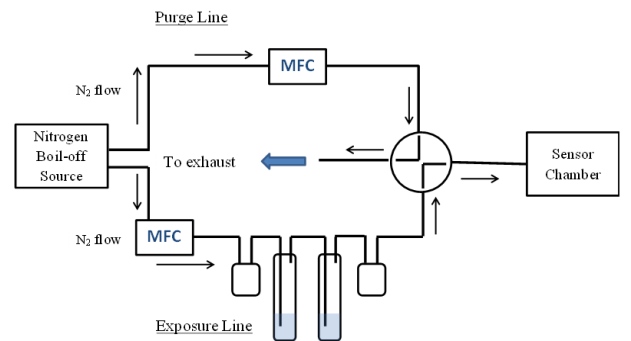 Purge Line
MFC
N₂ flow
Nitrogen
Boil-off
Source
To exhaust
Sensor
Chamber
N₂ flow
MFC
Exposure Line